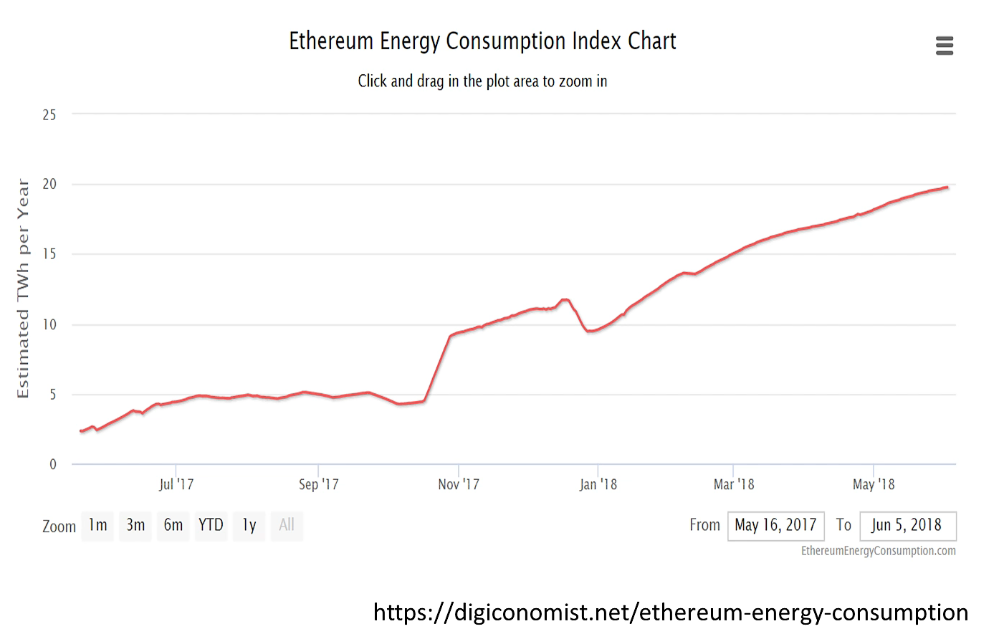 Ethereum Energy Consumption Index Chart
Click and drag in the plot area to zoom in
Estimated TWh per Year
25
20
15
10
5
0
Jul '17 Sep '17 Nov '17 Jan '18 Mar '18 May '18
Zoom 1m 3m 6m YTD 1y All From May 16, 2017 To Jun 5, 2018
EthereumEnergyConsumption.com
https://digiconomist.net/ethereum-energy-consumption